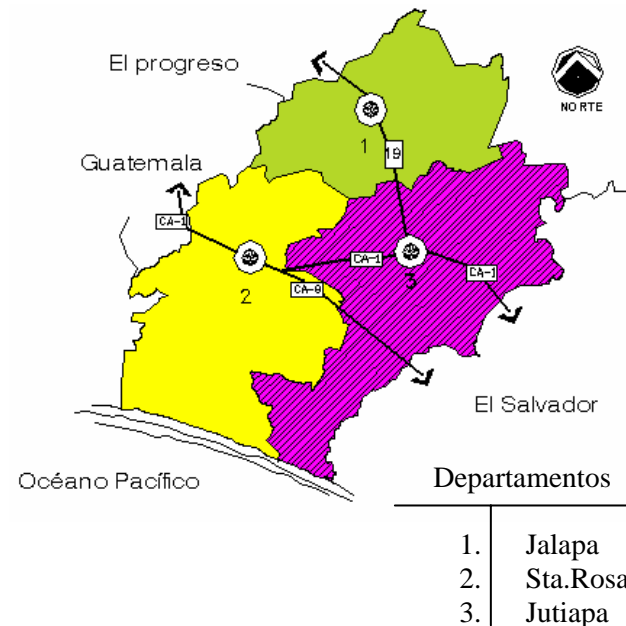 El progreso
NORTE
1
19
Guatemala
CA-1
CA-1
3
CA-1
2
CA-8
El Salvador
Océano Pacífico
Departamentos
1. Jalapa
2. Sta.Rosa
3. Jutiapa